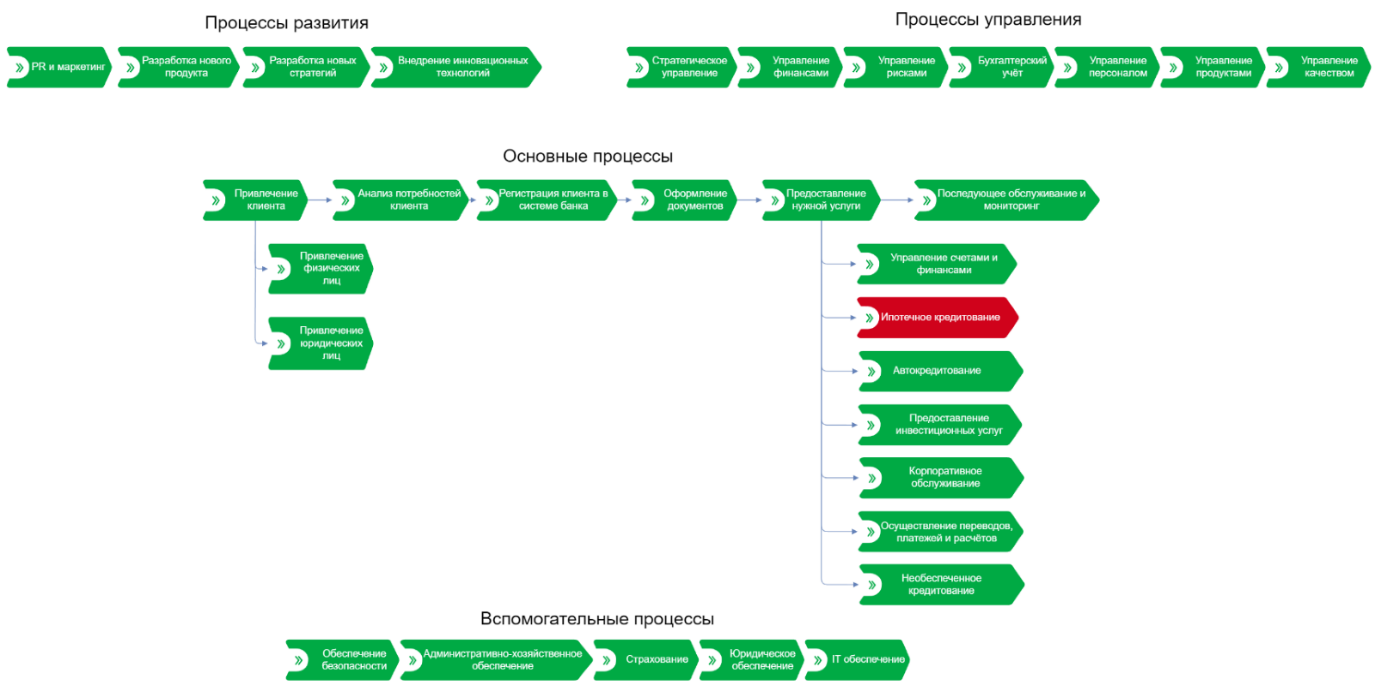 Процессы развития
Процессы управления
PR и маркетинг
Разработка нового
продукта
Разработка новых
стратегий
Внедрение инновационных
технологий
Стратегическое
управление
Управление
финансами
Управление
рисками
Бухгалтерский
учёт
Управление
персоналом
Управление
продуктами
Управление
качеством
Основные процессы
Привлечение
клиента
Анализ потребностей
клиента
Регистрация клиента в
системе банка
Оформление
документов
Предоставление
нужной услуги
Последующее обслуживание и
мониторинг
Привлечение
физических
лиц
Привлечение
юридических
лиц
Управление счетами и
финансами
Ипотечное кредитование
Автокредитование
Предоставление
инвестиционных услуг
Корпоративное
обслуживание
Осуществление переводов,
платежей и расчётов
Необеспеченное
кредитование
Вспомогательные процессы
Обеспечение
безопасности
Административно-хозяйственное
обеспечение
Страхование
Юридическое
обеспечение
IT обеспечение